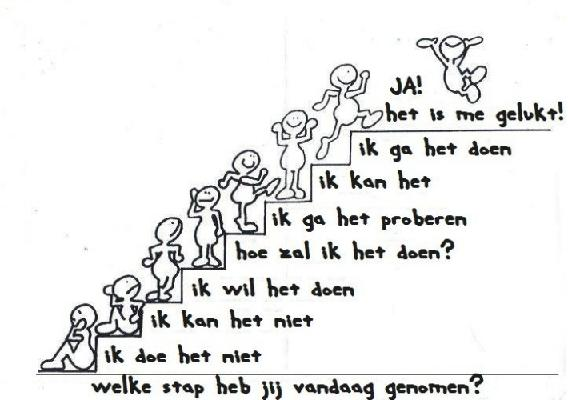 JA!
het is me gelukt!
ik ga het doen
ik kan het
ik ga het proberen
hoe zal ik het doen?
ik wil het doen
ik kan het niet
ik doe het niet
welke stap heb jij vandaag genomen?